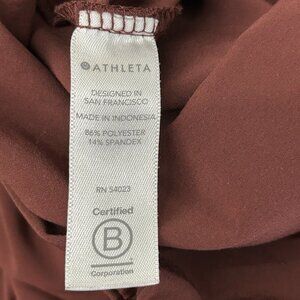 ATHLETA
DESIGNED IN
SAN FRANCISCO
MADE IN INDONESIA
86% POLYESTER
14% SPANDEX
RN 54023
Certified
B
Corporation